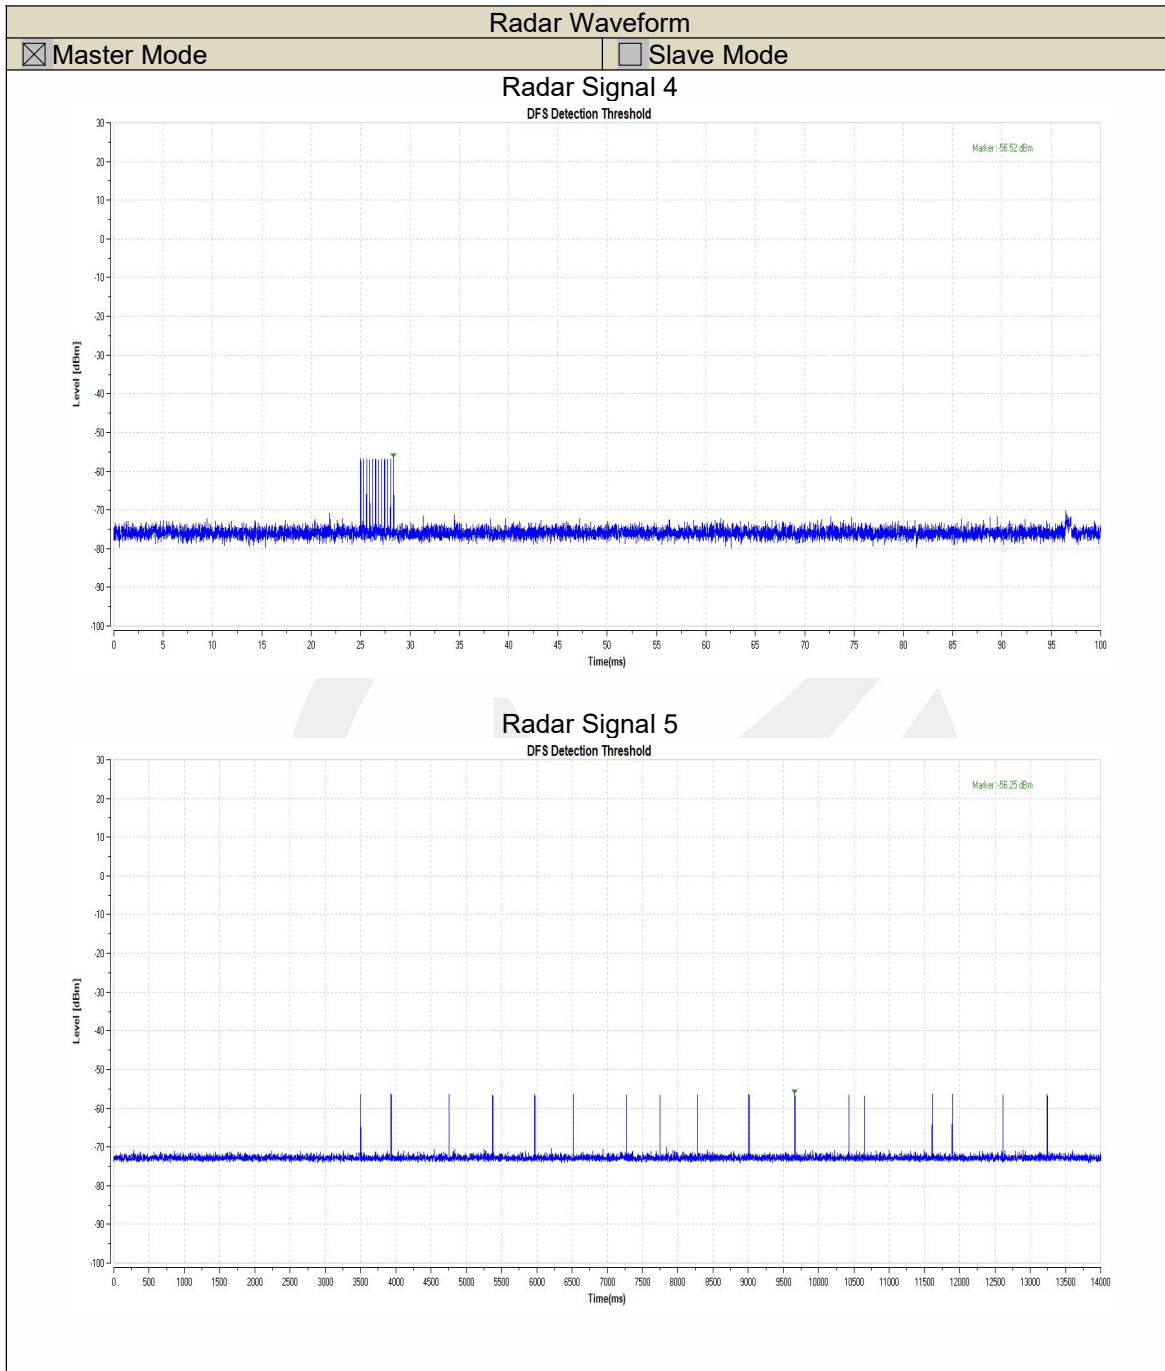 Radar Waveform
Master Mode
Slave Mode
Radar Signal 4
DFS Detection Threshold
Marker:-56.52 dBm
30
20
10
0
-10
-20
-30
-40
-50
-60
-70
-80
-90
-100
Level [dBm]
0 5 10 15 20 25 30 35 40 45 50 55 60 65 70 75 80 85 90 95 100
Time(ms)
Radar Signal 5
DFS Detection Threshold
Marker:-56.25 dBm
30
20
10
0
-10
-20
-30
-40
-50
-60
-70
-80
-90
-100
Level [dBm]
0 500 1000 1500 2000 2500 3000 3500 4000 4500 5000 5500 6000 6500 7000 7500 8000 8500 9000 9500 10000 10500 11000 11500 12000 12500 13000 13500 14000
Time(ms)